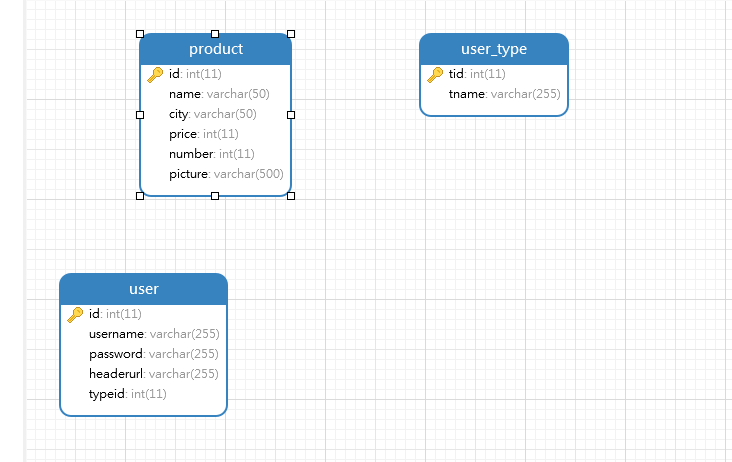 product
id: int(11)
name: varchar(50)
city: varchar(50)
price: int(11)
number: int(11)
picture: varchar(500)
user_type
tid: int(11)
tname: varchar(255)
user
id: int(11)
username: varchar(255)
password: varchar(255)
headerurl: varchar(255)
typeid: int(11)